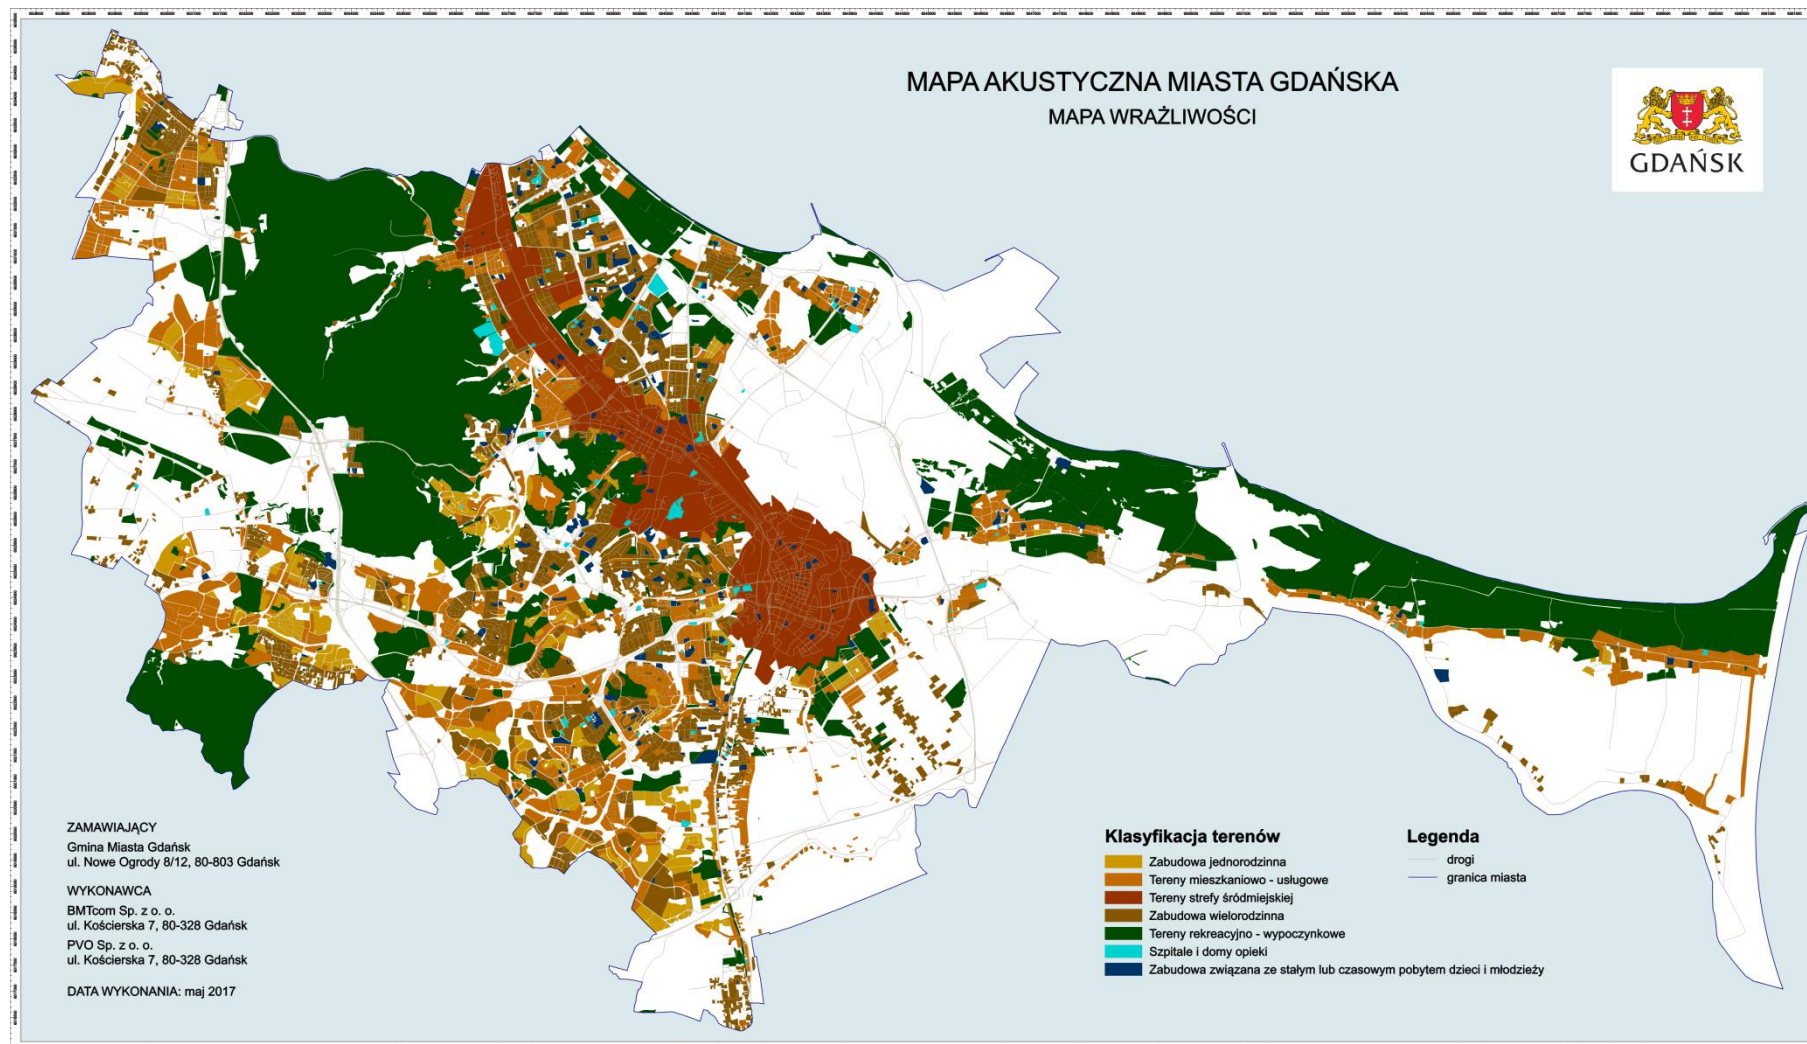 MAPA AKUSTYCZNA MIASTA GDAŃSKA
MAPA WRAŻLIWOŚCI
GDAŃSK
ZAMAWIAJĄCY
Gmina Miasta Gdańsk
ul. Nowe Ogrody 8/12, 80-803 Gdańsk
WYKONAWCA
BMTcom Sp. z o. o.
ul. Kościerska 7, 80-328 Gdańsk
PVO Sp. z o. o.
ul. Kościerska 7, 80-328 Gdańsk
DATA WYKONANIA: maj 2017
Klasyfikacja terenów
Zabudowa jednorodzinna
Tereny mieszkaniowo - usługowe
Tereny strefy śródmiejskiej
Zabudowa wielorodzinna
Tereny rekreacyjno - wypoczynkowe
Szpitale i domy opieki
Zabudowa związana ze stałym lub czasowym pobytem dzieci i młodzieży
Legenda
drogi
granica miasta